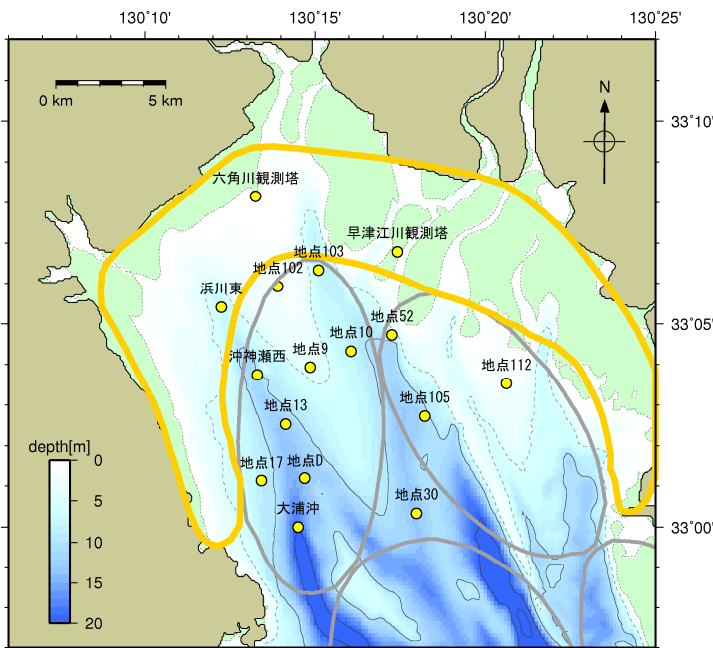 130°10'
130°15'
130°20'
130°25'
0 km
5 km
N
33°10'
六角川観測塔
早津江川観測塔
地点103
地点102
浜川東
地点52
33°05'
地点10
地点9
沖神瀬西
地点112
地点105
地点13
depth[m]
0
5
10
15
20
地点17
地点D
地点30
大浦沖
33°00'